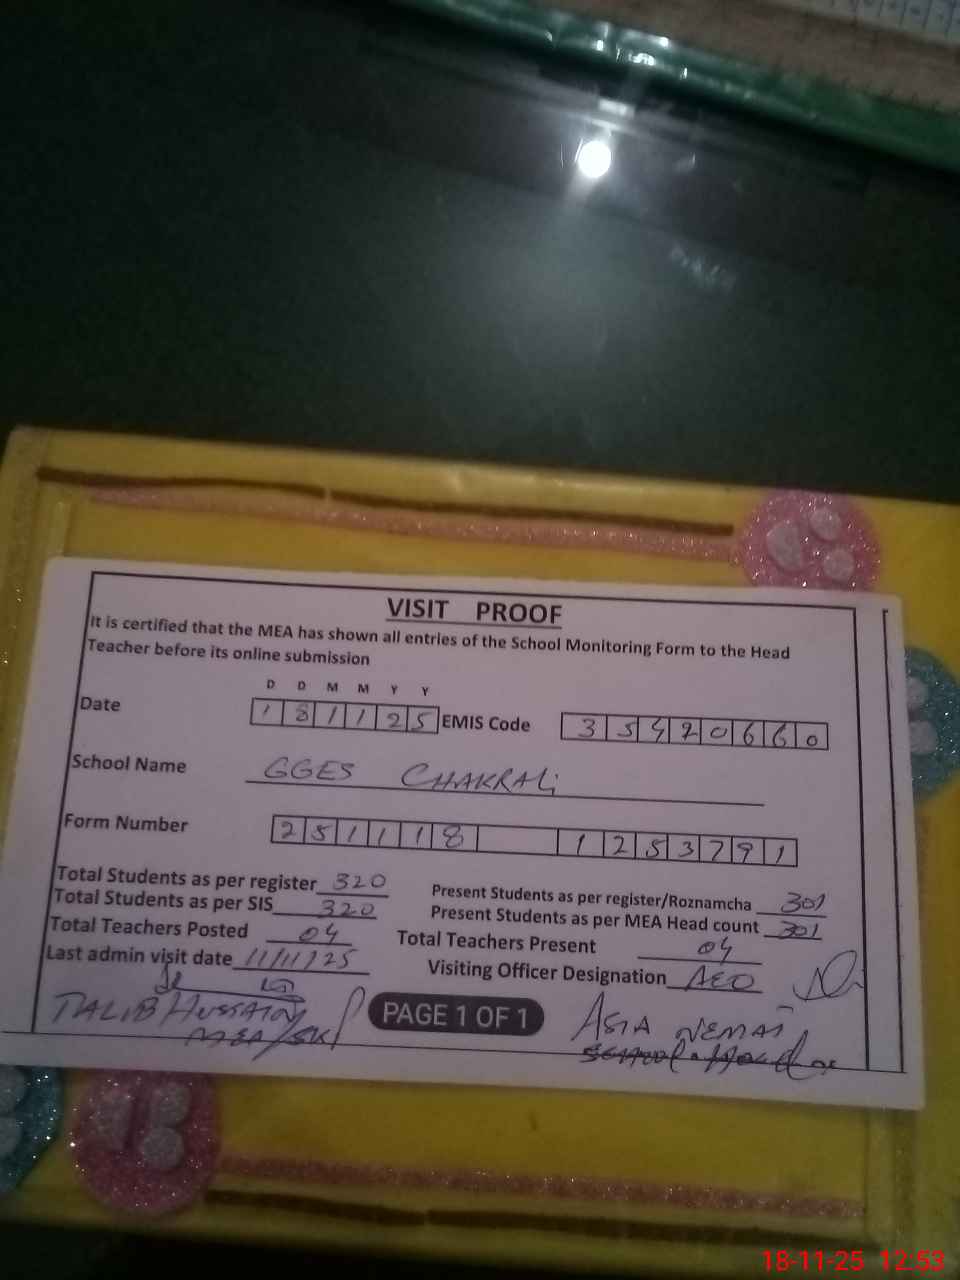 VISIT PROOF
It is certified that the MEA has shown all entries of the School Monitoring Form to the Head
Teacher before its online submission
D D M M Y Y
Date 1 8 1 1 2 5 EMIS Code 3 5 4 2 0 6 6 0
School Name GGES CHAKRALi
Form Number 2 5 1 1 1 8 1 2 5 3 7 9 1
Total Students as per register 320 Present Students as per register/Roznamcha 301
Total Students as per SIS 320 Present Students as per MEA Head count 301
Total Teachers Posted 04 Total Teachers Present 04
Last admin visit date 11/11/25 Visiting Officer Designation AEO
TALIB HUSSAIN PAGE 1 OF 1 ASIA
MEA/SKP
18-11-25 12:53